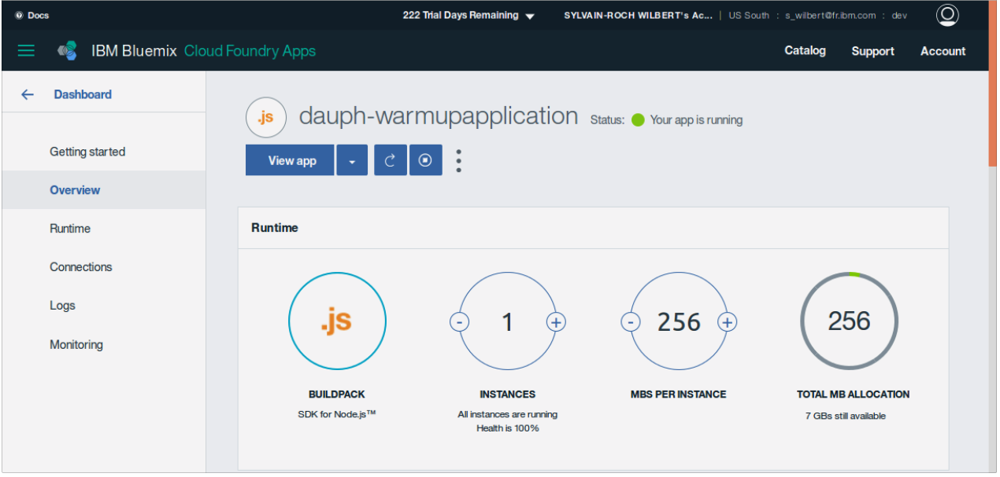 Docs
222 Trial Days Remaining
SYLVAIN-ROCH WILBERT's Ac... | US South : s_wilbert@fr.ibm.com : dev
IBM Bluemix Cloud Foundry Apps
Catalog Support Account
Dashboard
Getting started
Overview
Runtime
Connections
Logs
Monitoring
.js dauph-warmupapplication Status: Your app is running
View app
Runtime
.js
BUILDPACK
SDK for Node.js™
- 1 +
INSTANCES
All instances are running
Health is 100%
- 256 +
MBS PER INSTANCE
256
TOTAL MB ALLOCATION
7 GBs still available